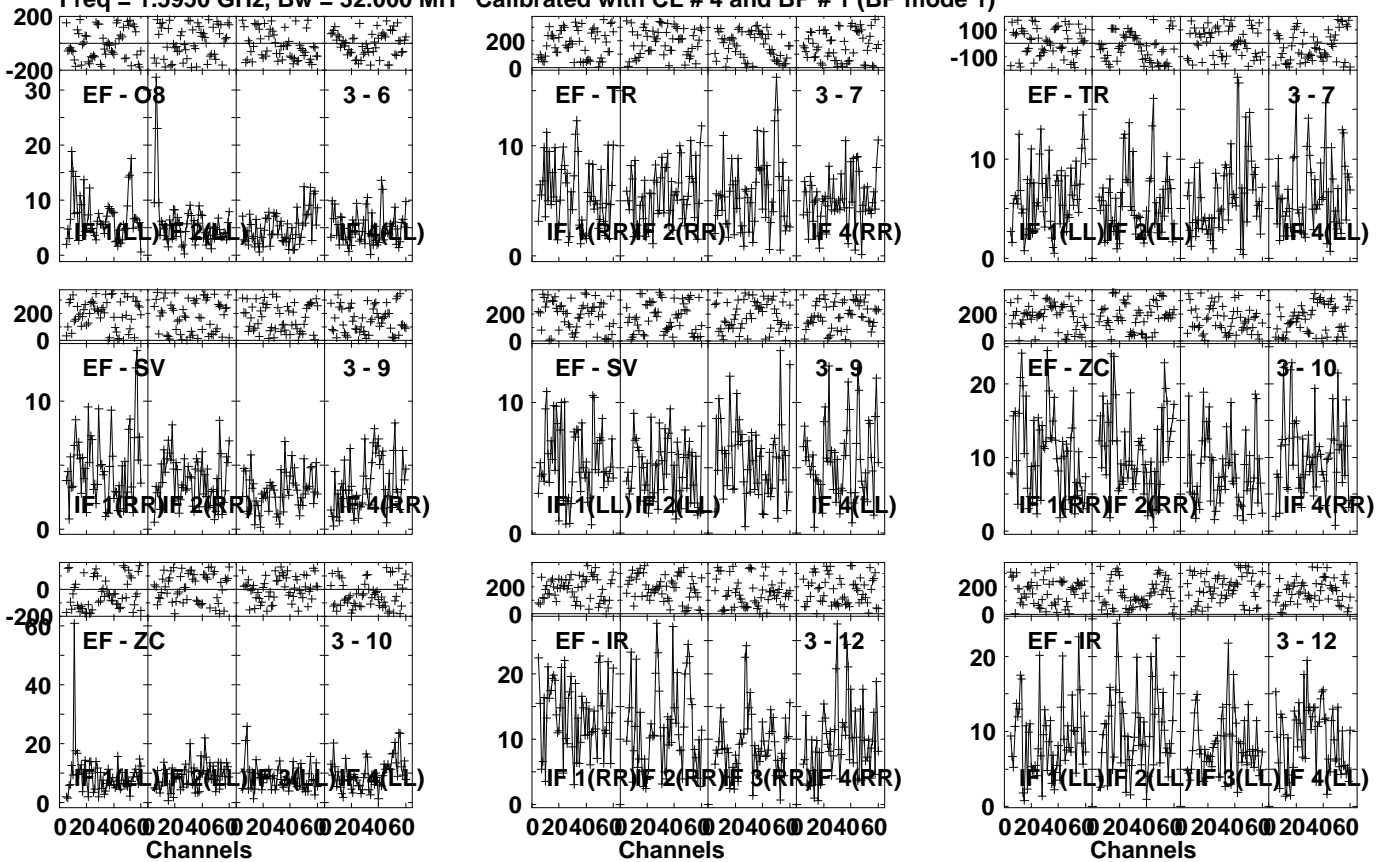 Freq = 1.5950 GHz, Bw = 32.000 MH Calibrated with CL # 4 and BP # 1 (BP mode 1)
200
-200
30
20
10
0
EF - O8 3 - 6
IF 1(LL) IF 2(LL) IF 4(LL)
200
0
10
0
EF - TR 3 - 7
IF 1(RR) IF 2(RR) IF 4(RR)
100
-100
10
0
EF - TR 3 - 7
IF 1(LL) IF 2(LL) IF 4(LL)
200
0
10
0
EF - SV 3 - 9
IF 1(RR) IF 2(RR) IF 4(RR)
200
0
10
0
EF - SV 3 - 9
IF 1(LL) IF 2(LL) IF 4(LL)
200
0
20
10
0
EF - ZC 3 - 10
IF 1(RR) IF 2(RR) IF 4(RR)
0
-200
60
40
20
0
EF - ZC 3 - 10
IF 1(LL) IF 2(LL) IF 3(LL) IF 4(LL)
0 20 40 60 0 20 40 60 0 20 40 60 0 20 40 60
Channels
200
0
20
10
0
EF - IR 3 - 12
IF 1(RR) IF 2(RR) IF 3(RR) IF 4(RR)
0 20 40 60 0 20 40 60 0 20 40 60 0 20 40 60
Channels
200
0
20
10
0
EF - IR 3 - 12
IF 1(LL) IF 2(LL) IF 3(LL) IF 4(LL)
0 20 40 60 0 20 40 60 0 20 40 60 0 20 40 60
Channels